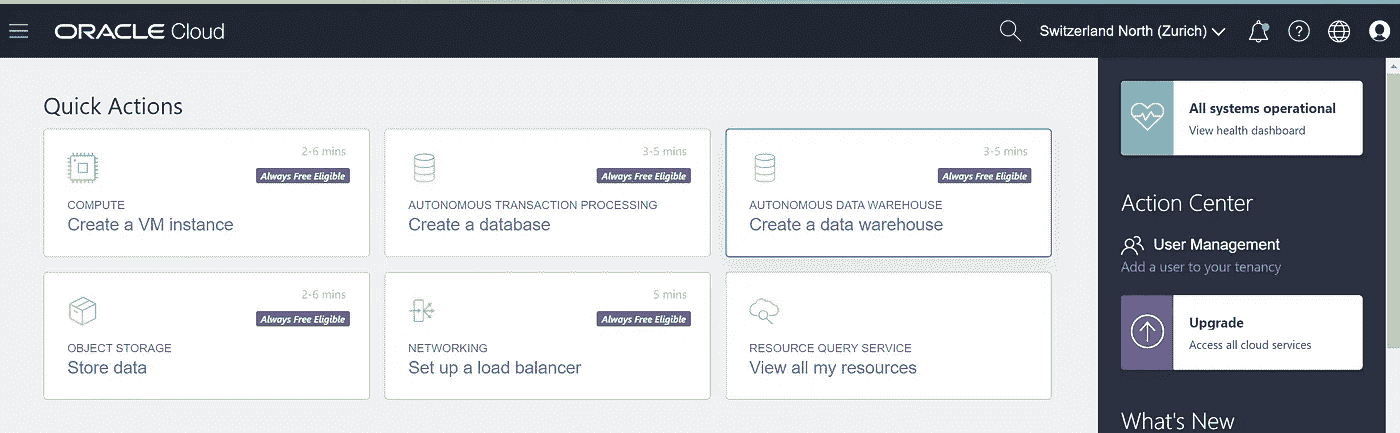 ORACLE Cloud
Switzerland North (Zurich)
Quick Actions
2-6 mins
Always Free Eligible
COMPUTE
Create a VM instance
3-5 mins
Always Free Eligible
AUTONOMOUS TRANSACTION PROCESSING
Create a database
3-5 mins
Always Free Eligible
AUTONOMOUS DATA WAREHOUSE
Create a data warehouse
2-6 mins
Always Free Eligible
OBJECT STORAGE
Store data
5 mins
Always Free Eligible
NETWORKING
Set up a load balancer
RESOURCE QUERY SERVICE
View all my resources
All systems operational
View health dashboard
Action Center
User Management
Add a user to your tenancy
Upgrade
Access all cloud services
What's New